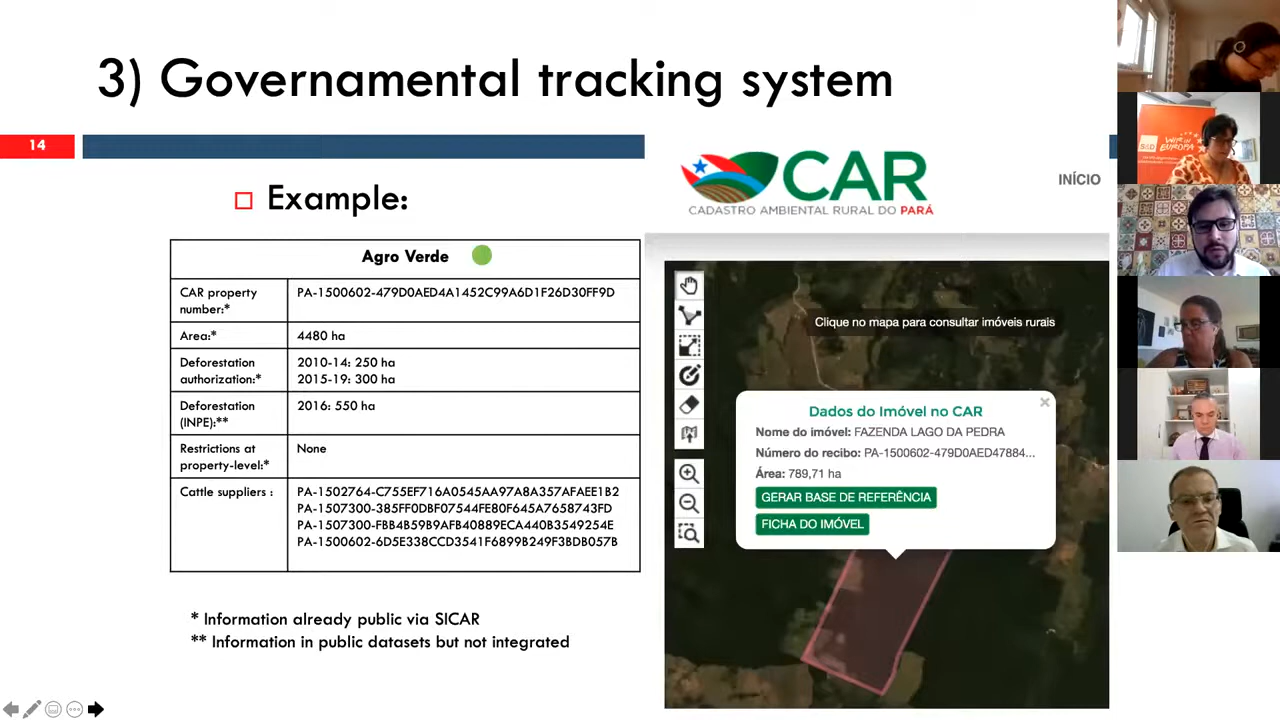 3) Governamental tracking system
14
Example:
Agro Verde
CAR property number:* PA-1500602-479D0AED4A1452C99A6D1F26D30FF9D
Area:* 4480 ha
Deforestation authorization:* 2010-14: 250 ha
2015-19: 300 ha
Deforestation (INPE):** 2016: 550 ha
Restrictions at property-level:* None
Cattle suppliers : PA-1502764-C755EF716A0545AA97A8A357AFAEE1B2
PA-1507300-385FF0DBF07544FE80F645A7658743FD
PA-1507300-FBB4B59B9AFB40889ECA440B3549254E
PA-1500602-6D5E338CCD3541F6899B249F3BDB057B
* Information already public via SICAR
** Information in public datasets but not integrated
CAR
CADASTRO AMBIENTAL RURAL DO PARÁ
INÍCIO
Clique no mapa para consultar imóveis rurais
Dados do Imóvel no CAR
Nome do imóvel: FAZENDA LAGO DA PEDRA
Número do recibo: PA-1500602-479D0AED47884...
Área: 789,71 ha
GERAR BASE DE REFERÊNCIA
FICHA DO IMÓVEL
S&D